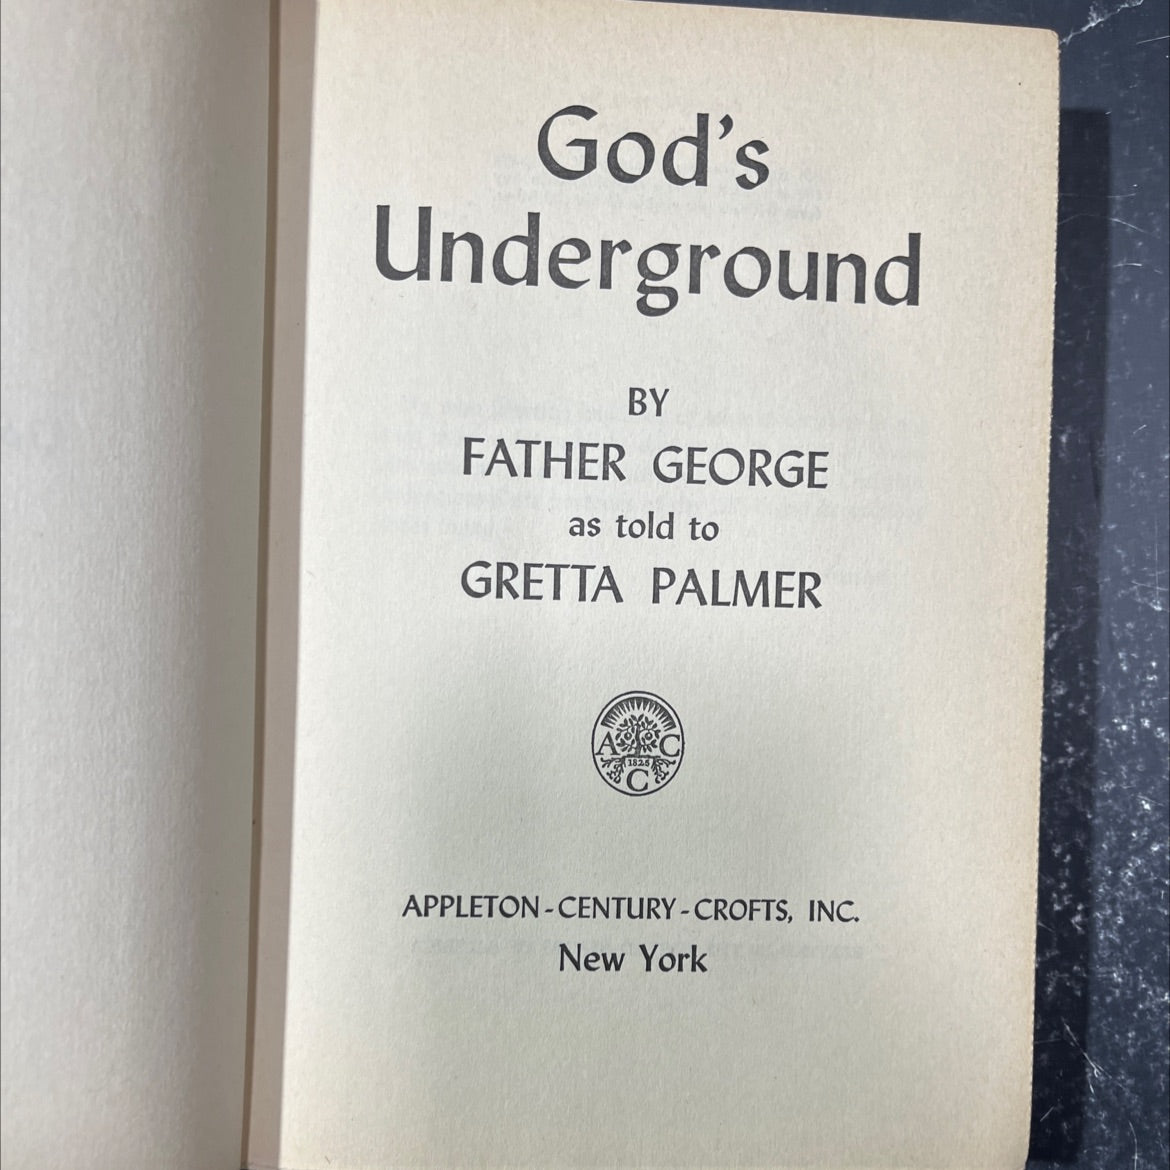 God's
Underground
BY
FATHER GEORGE
as told to
GRETTA PALMER
A C
1825
C
APPLETON-CENTURY-CROFTS, INC.
New York